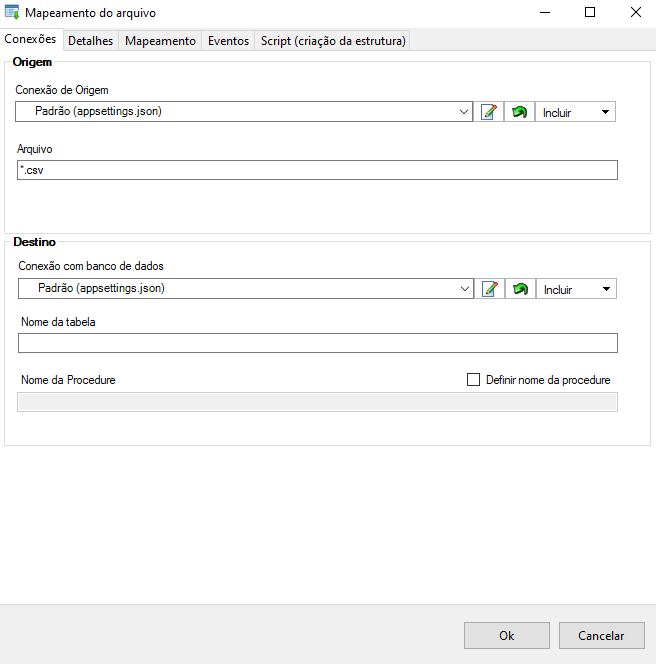 Mapeamento do arquivo
Conexões Detalhes Mapeamento Eventos Script (criação da estrutura)
Origem
Conexão de Origem
Padrão (appsettings.json) Incluir
Arquivo
*.csv
Destino
Conexão com banco de dados
Padrão (appsettings.json) Incluir
Nome da tabela
Nome da Procedure Definir nome da procedure
Ok Cancelar